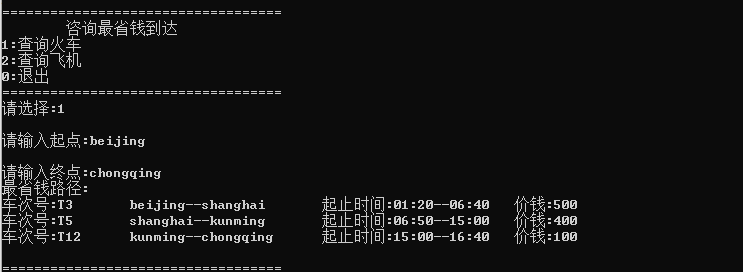 ===================================
咨询最省钱到达
1:查询火车
2:查询飞机
0:退出
===================================
请选择:1
请输入起点:beijing
请输入终点:chongqing
最省钱路径:
车次号:T3 beijing--shanghai 起止时间:01:20--06:40 价钱:500
车次号:T5 shanghai--kunming 起止时间:06:50--15:00 价钱:400
车次号:T12 kunming--chongqing 起止时间:15:00--16:40 价钱:100
===================================